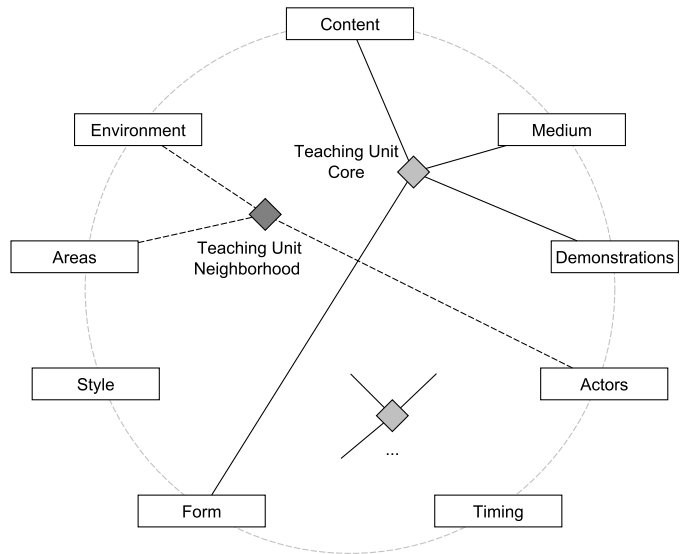 Content
Environment
Medium
Teaching Unit
Core
Areas
Teaching Unit
Neighborhood
Demonstrations
Style
Actors
...
Form
Timing